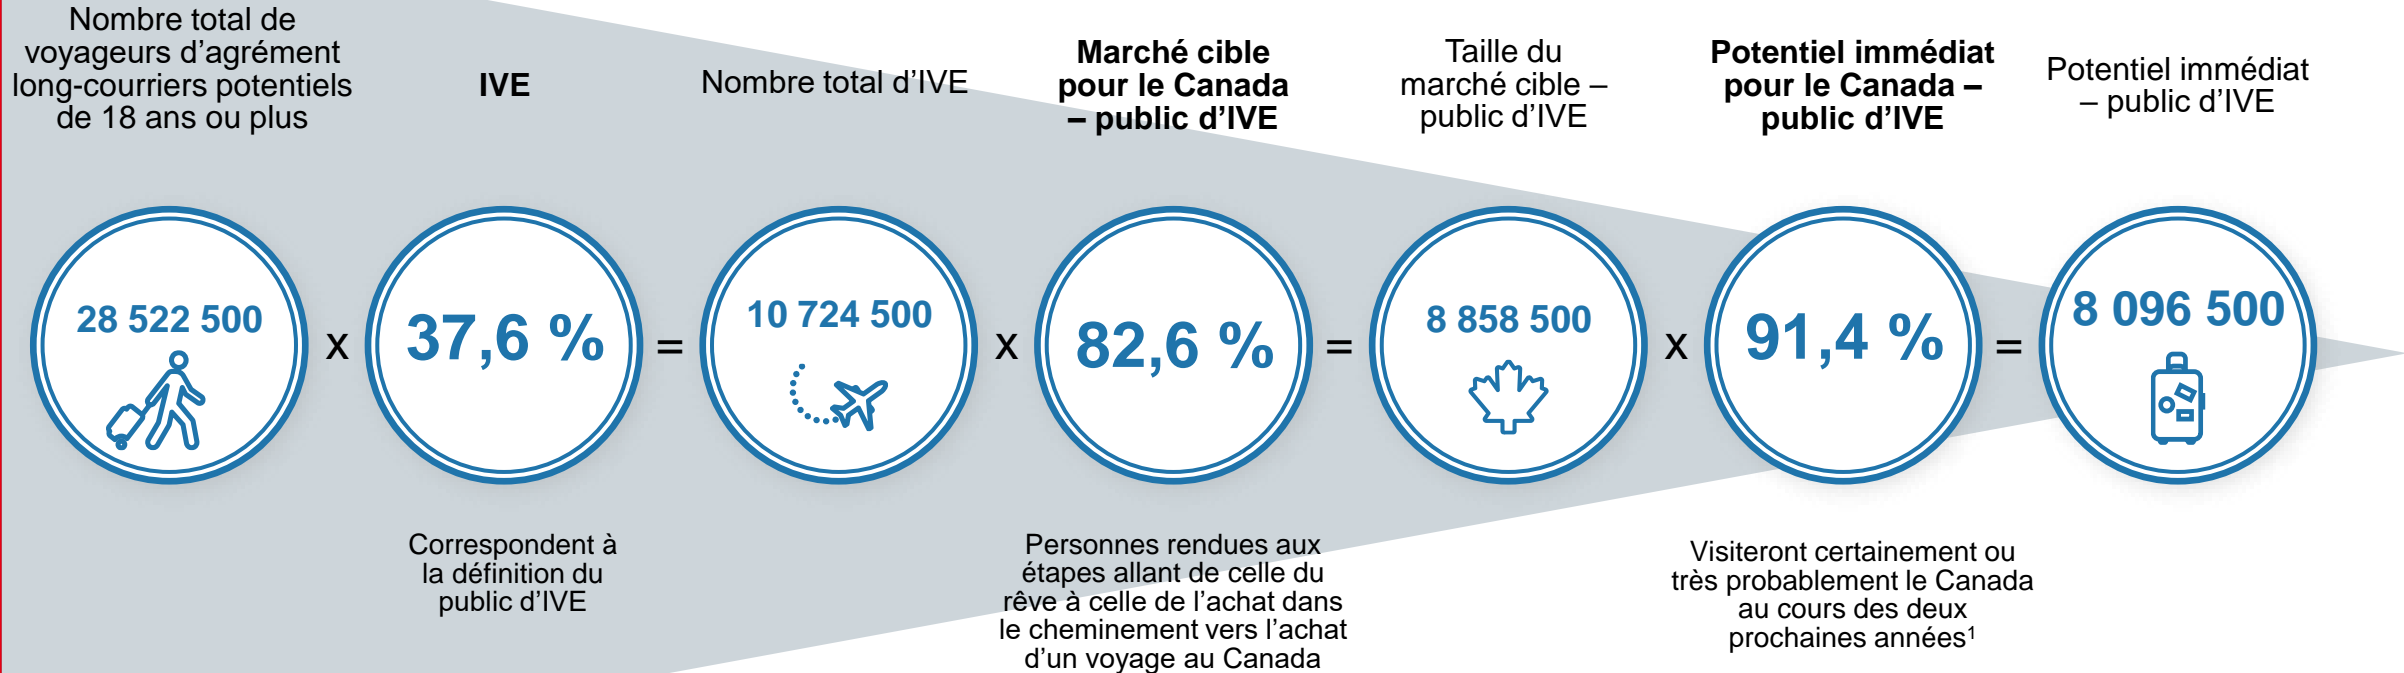 Nombre total de
voyageurs d’agrément
long-courriers potentiels
de 18 ans ou plus
IVE
Nombre total d’IVE
Marché cible
pour le Canada
– public d’IVE
Taille du
marché cible –
public d’IVE
Potentiel immédiat
pour le Canada –
public d’IVE
Potentiel immédiat
– public d’IVE
28 522 500
x
37,6 %
=
10 724 500
x
82,6 %
=
8 858 500
x
91,4 %
=
8 096 500
Correspondent à
la définition du
public d’IVE
Personnes rendues aux
étapes allant de celle du
rêve à celle de l’achat dans
le cheminement vers l’achat
d’un voyage au Canada
Visiteront certainement ou
très probablement le Canada
au cours des deux
prochaines années¹